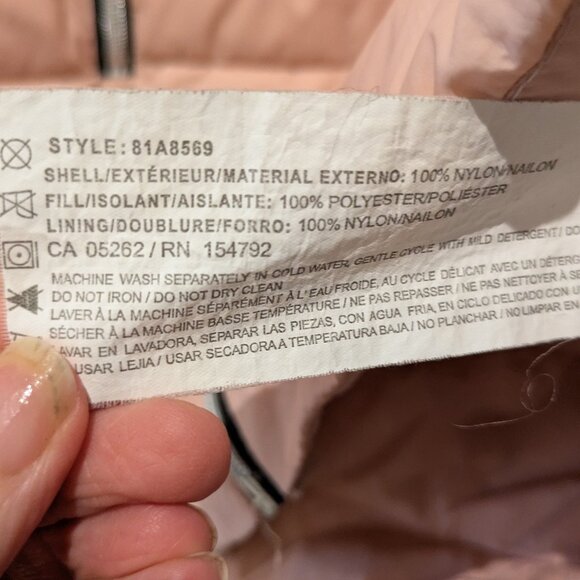 STYLE: 81A8569
SHELL/EXTÉRIEUR/MATERIAL EXTERNO: 100% NYLON/NAILON
FILL/ISOLANT/AISLANTE: 100% POLYESTER/POLIÉSTER
LINING/DOUBLURE/FORRO: 100% NYLON/NAILON
CA 05262 / RN 154792
MACHINE WASH SEPARATELY IN COLD WATER, GENTLE CYCLE WITH MILD DETERGENT/
DO NOT IRON / DO NOT DRY CLEAN
LAVER À LA MACHINE SÉPARÉMENT À L'EAU FROIDE, AU CYCLE DÉLICAT AVEC UN
SÉCHER À LA MACHINE BASSE TEMPÉRATURE / NE PAS REPASSER / NE PAS NETTOYER À
LAVAR EN LAVADORA, SEPARAR LAS PIEZAS, CON AGUA FRIA, EN CICLO DELICADO CON
USAR LEJIA / USAR SECADORA A TEMPERATURA BAJA / NO PLANCHAR / NO LIMPIAR EN